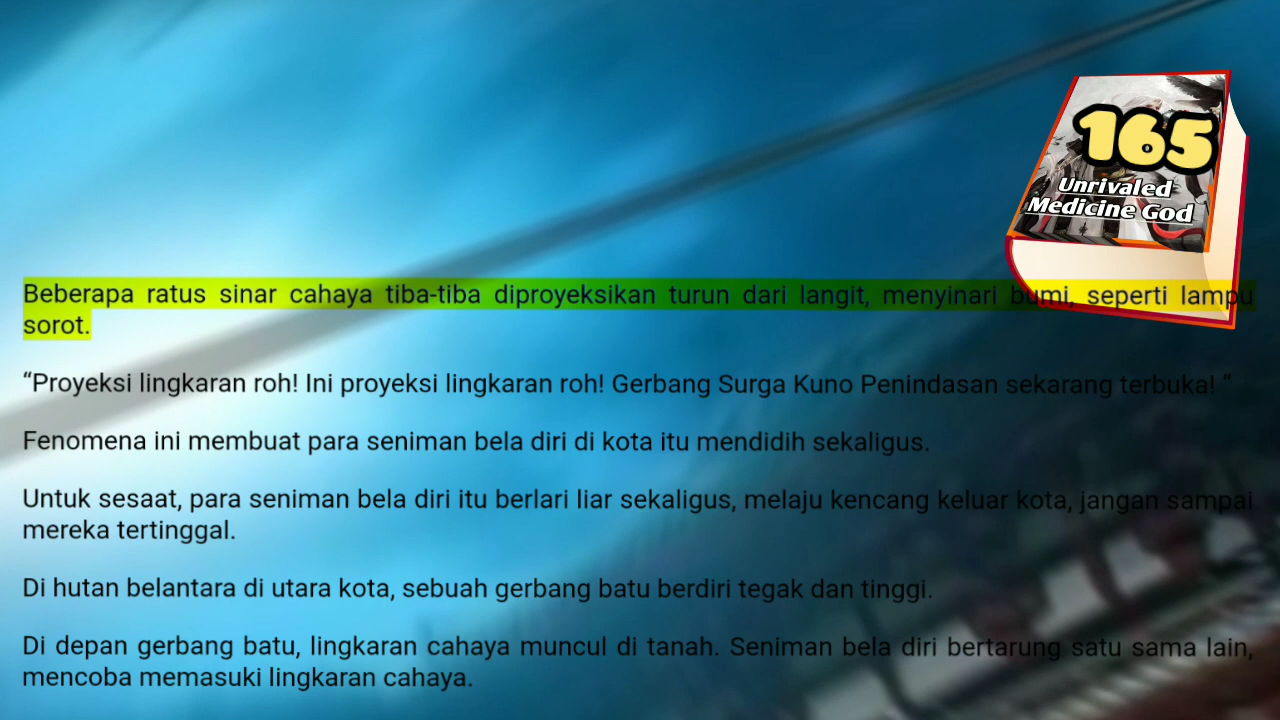 165
Unrivaled
Medicine God
Beberapa ratus sinar cahaya tiba-tiba diproyeksikan turun dari langit, menyinari bumi, seperti lampu
sorot.
“Proyeksi lingkaran roh! Ini proyeksi lingkaran roh! Gerbang Surga Kuno Penindasan sekarang terbuka! “
Fenomena ini membuat para seniman bela diri di kota itu mendidih sekaligus.
Untuk sesaat, para seniman bela diri itu berlari liar sekaligus, melaju kencang keluar kota, jangan sampai
mereka tertinggal.
Di hutan belantara di utara kota, sebuah gerbang batu berdiri tegak dan tinggi.
Di depan gerbang batu, lingkaran cahaya muncul di tanah. Seniman bela diri bertarung satu sama lain,
mencoba memasuki lingkaran cahaya.